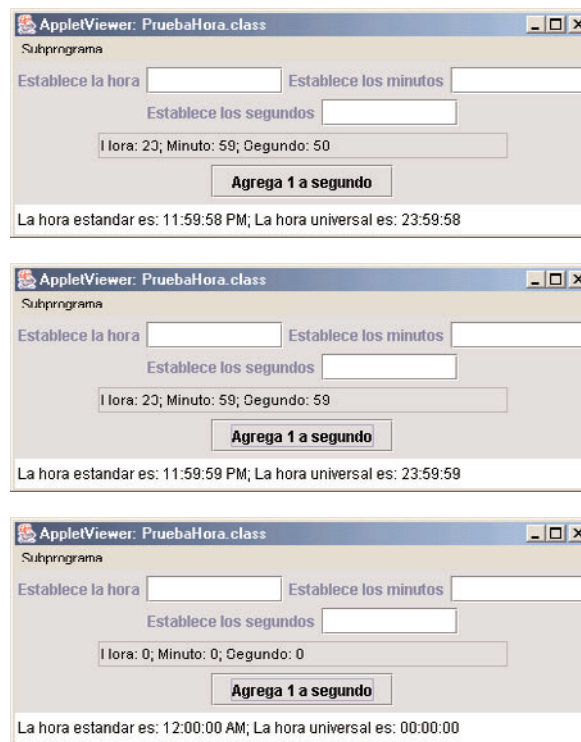 AppletViewer: PruebaHora.class
Subprograma
Establece la hora Establece los minutos
Establece los segundos
Hora: 23; Minuto: 59; Segundo: 58
Agrega 1 a segundo
La hora estandar es: 11:59:58 PM; La hora universal es: 23:59:58
AppletViewer: PruebaHora.class
Subprograma
Establece la hora Establece los minutos
Establece los segundos
Hora: 23; Minuto: 59; Segundo: 59
Agrega 1 a segundo
La hora estandar es: 11:59:59 PM; La hora universal es: 23:59:59
AppletViewer: PruebaHora.class
Subprograma
Establece la hora Establece los minutos
Establece los segundos
Hora: 0; Minuto: 0; Segundo: 0
Agrega 1 a segundo
La hora estandar es: 12:00:00 AM; La hora universal es: 00:00:00